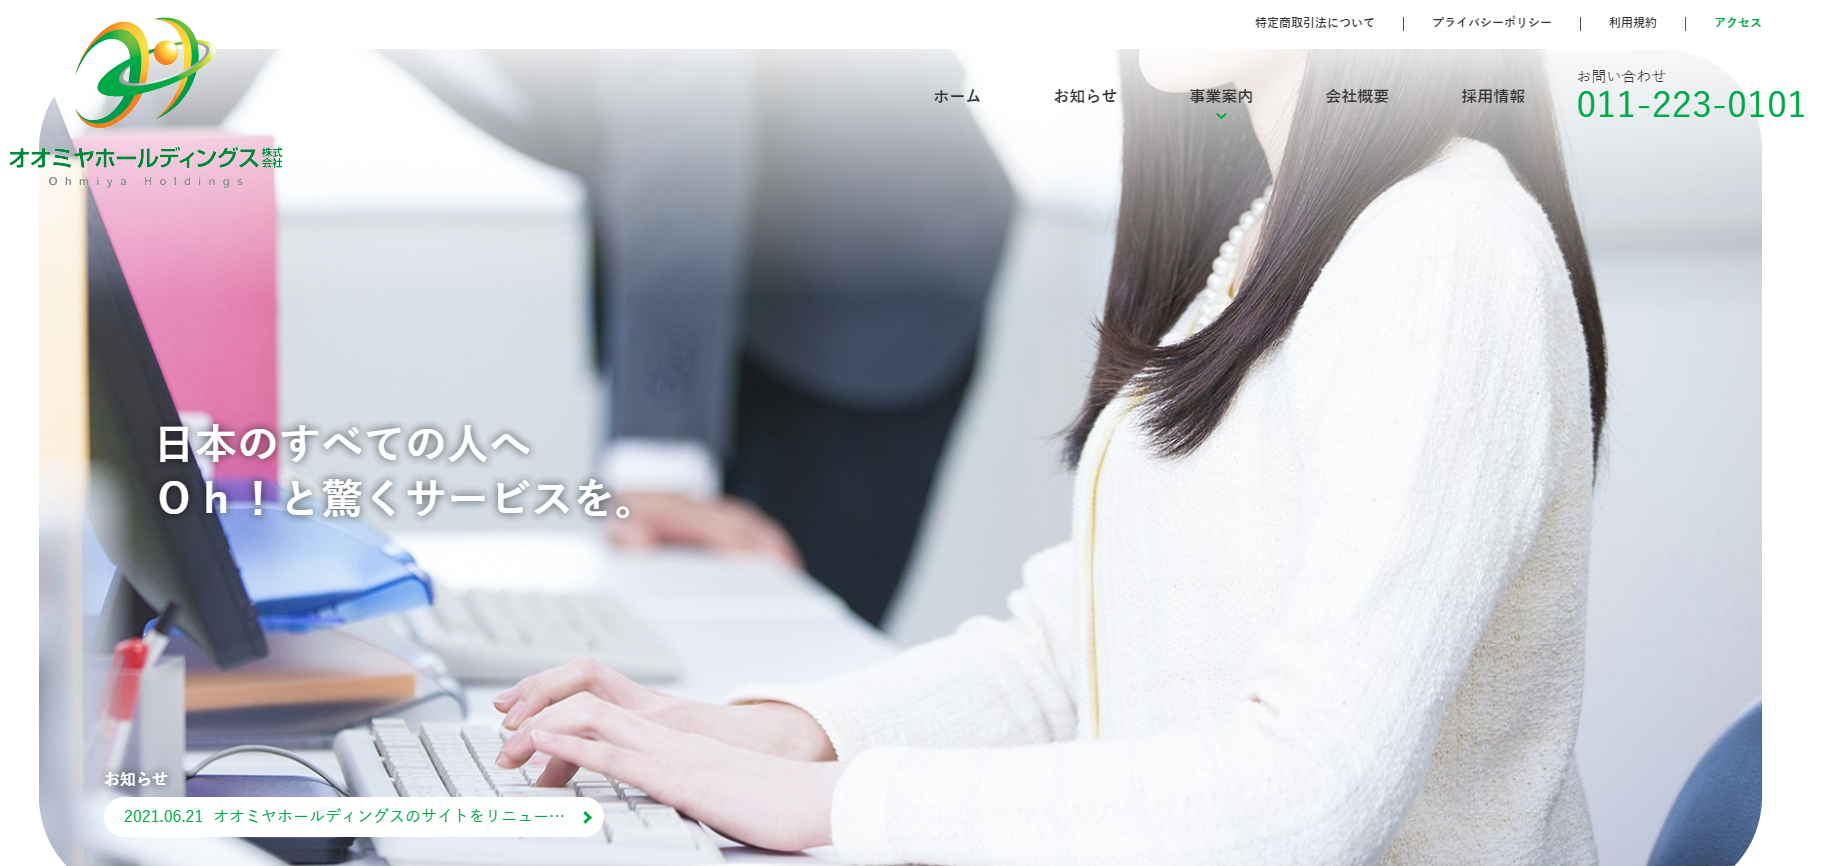 特定商取引法について
プライバシーポリシー
利用規約
アクセス
オオミヤホールディングス株式会社
Ohmiya Holdings
ホーム
お知らせ
事業案内
会社概要
採用情報
お問い合わせ
011-223-0101
日本のすべての人へ
Ｏｈ！と驚くサービスを。
お知らせ
2021.06.21 オオミヤホールディングスのサイトをリニュー…